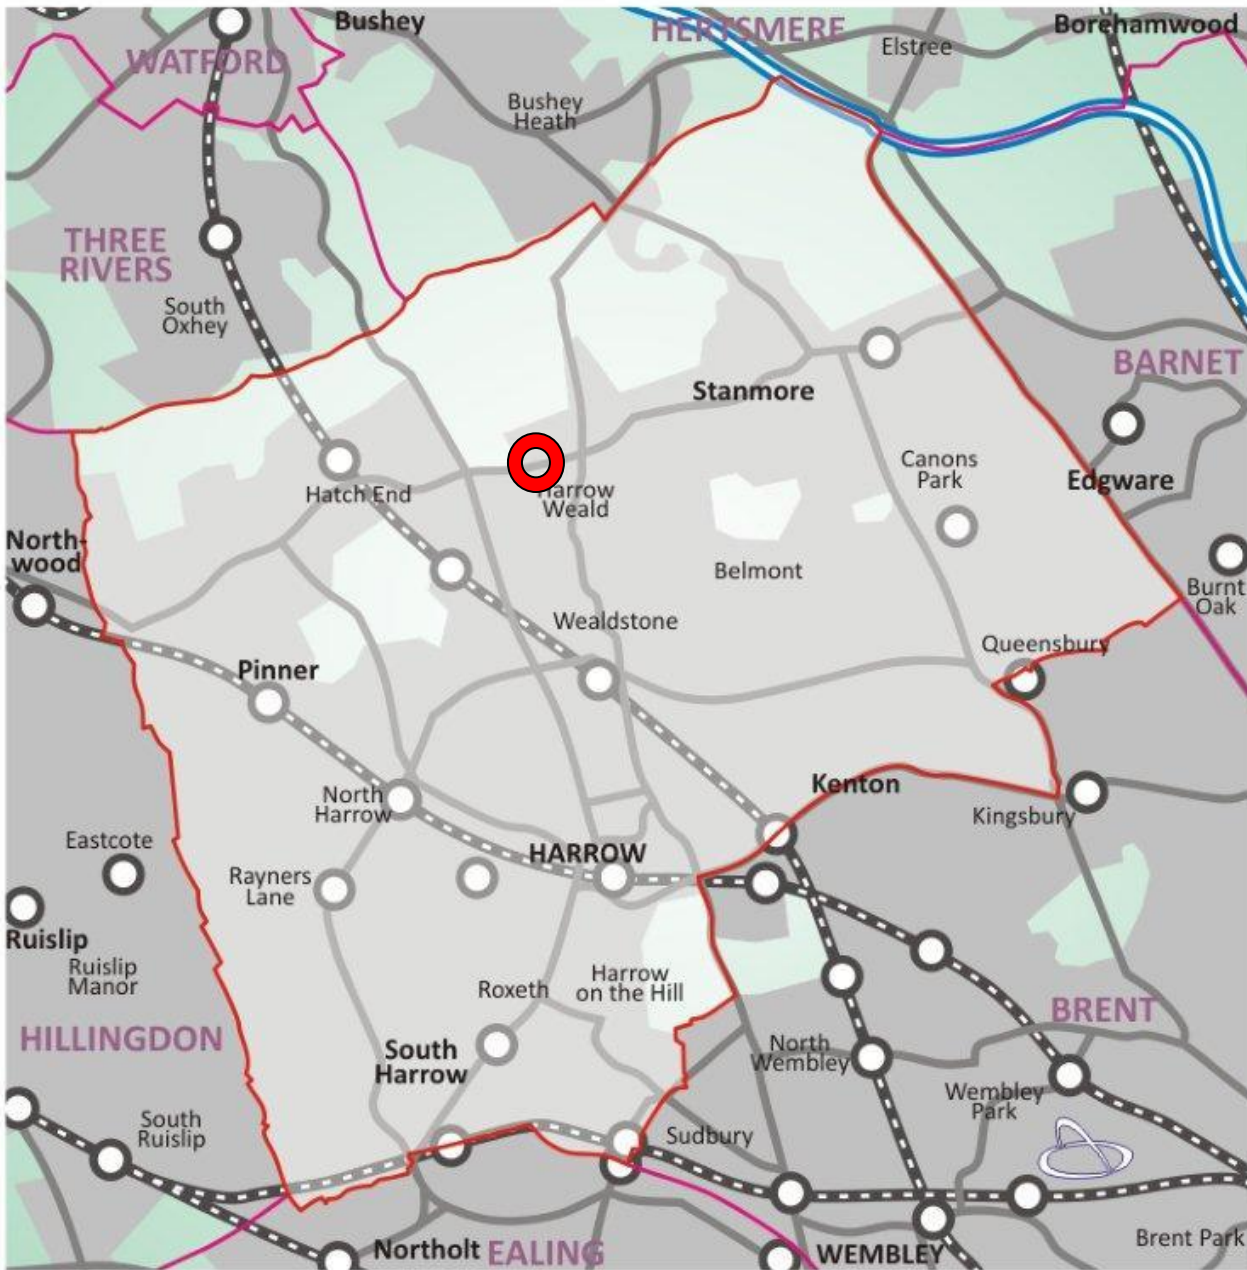 Bushey
HERTSMERE
Borehamwood
Elstree
WATFORD
Bushey
Heath
THREE
RIVERS
South
Oxhey
BARNET
Stanmore
Canons
Park
Edgware
Hatch End
Harrow
Weald
North-
wood
Belmont
Burnt
Oak
Wealdstone
Queensbury
Pinner
Kenton
North
Harrow
Kingsbury
Eastcote
HARROW
Rayners
Lane
Ruislip
Ruislip
Manor
Roxeth
Harrow
on the Hill
BRENT
HILLINGDON
South
Harrow
North
Wembley
Wembley
Park
South
Ruislip
Sudbury
Brent Park
Northolt
EALING
WEMBLEY